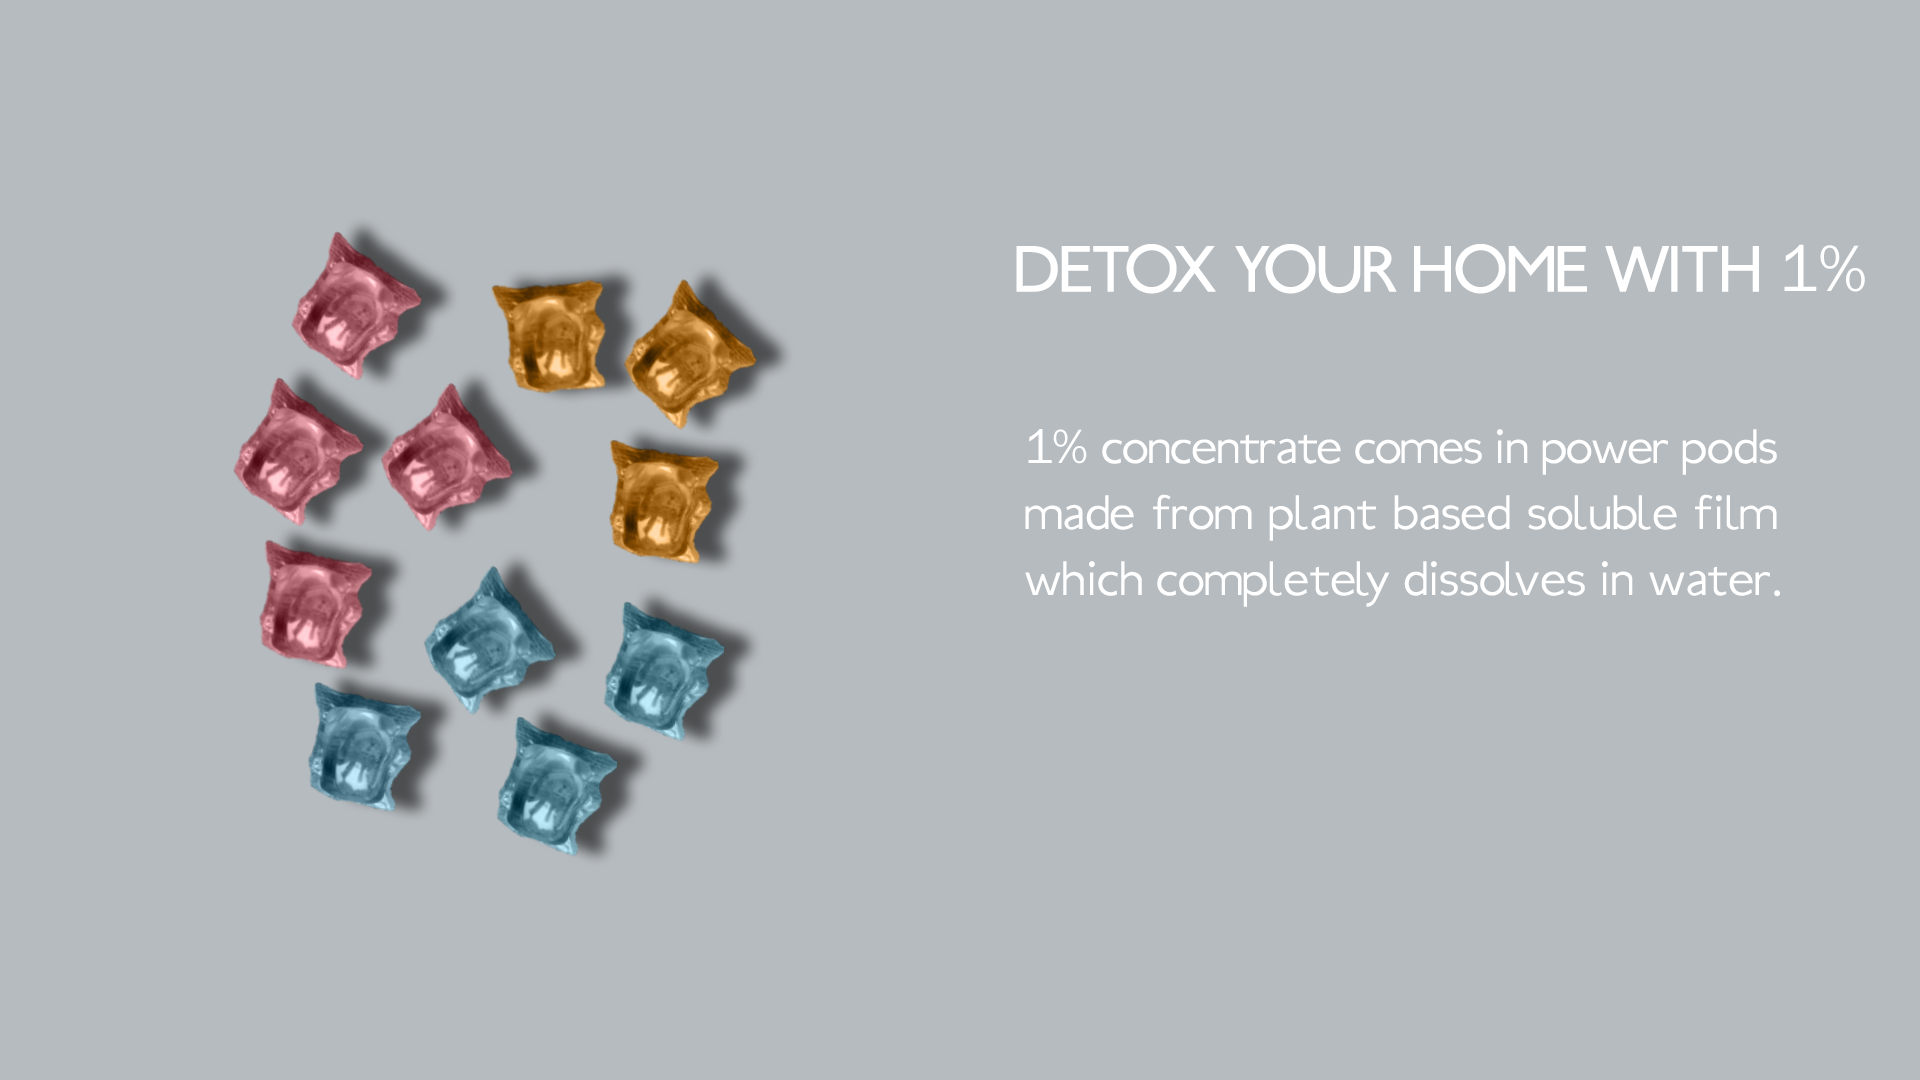 DETOX YOUR HOME WITH 1%
1% concentrate comes in power pods
made from plant based soluble film
which completely dissolves in water.